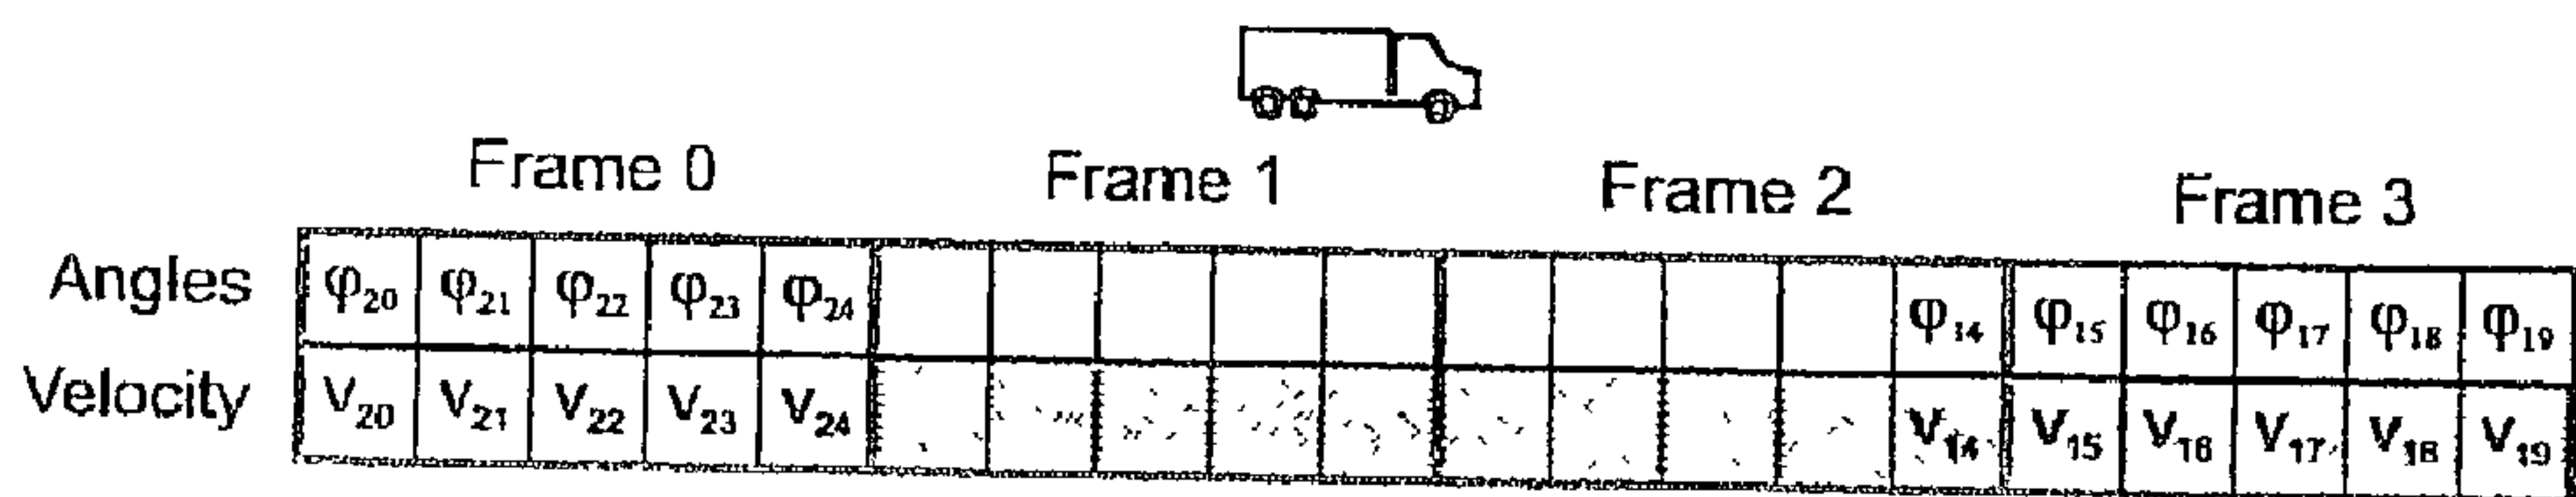 Frame 0 Frame 1 Frame 2 Frame 3
Angles φ20 φ21 φ22 φ23 φ24 φ14 φ15 φ16 φ17 φ18 φ19
Velocity V20 V21 V22 V23 V24 V14 V15 V16 V17 V18 V19